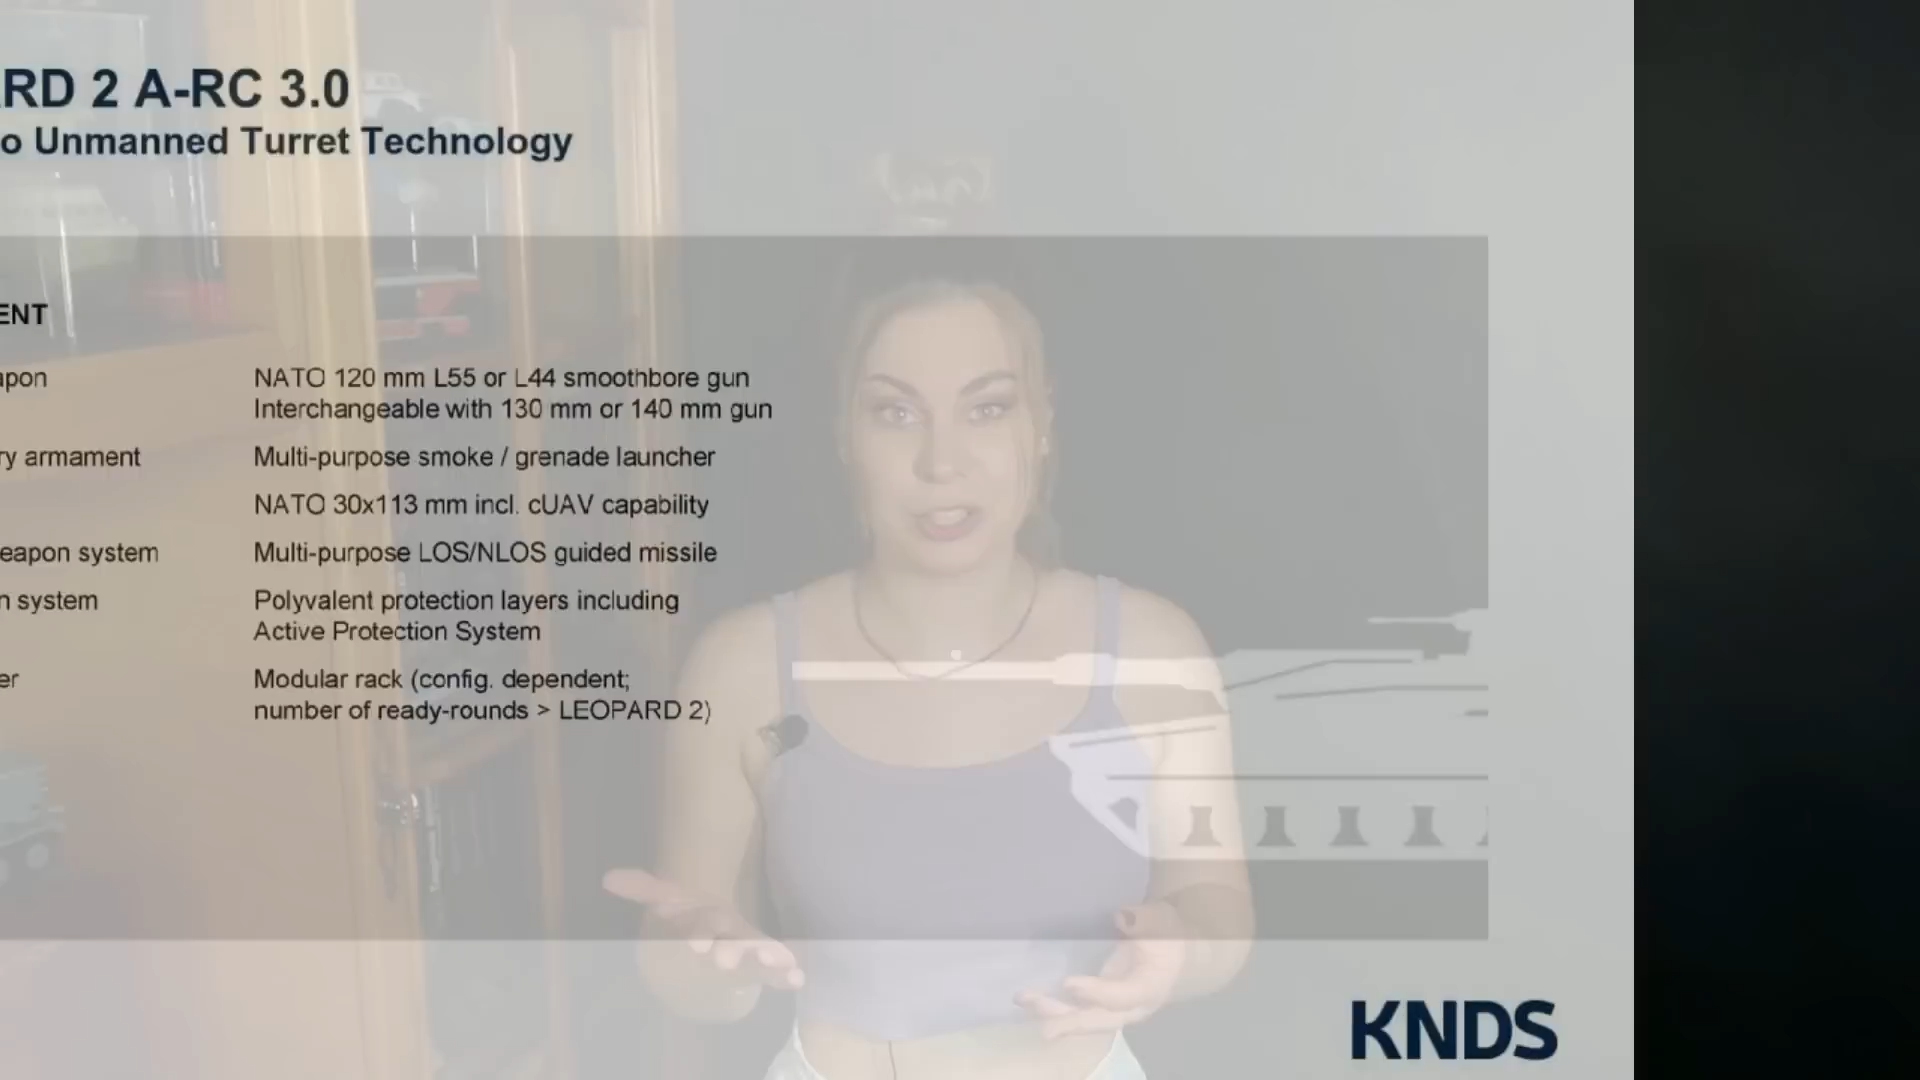 RD 2 A-RC 3.0
o Unmanned Turret Technology
ENT
apon
NATO 120 mm L55 or L44 smoothbore gun
Interchangeable with 130 mm or 140 mm gun
ry armament
Multi-purpose smoke / grenade launcher
NATO 30x113 mm incl. cUAV capability
eapon system
Multi-purpose LOS/NLOS guided missile
n system
Polyvalent protection layers including
Active Protection System
er
Modular rack (config. dependent;
number of ready-rounds > LEOPARD 2)
KNDS